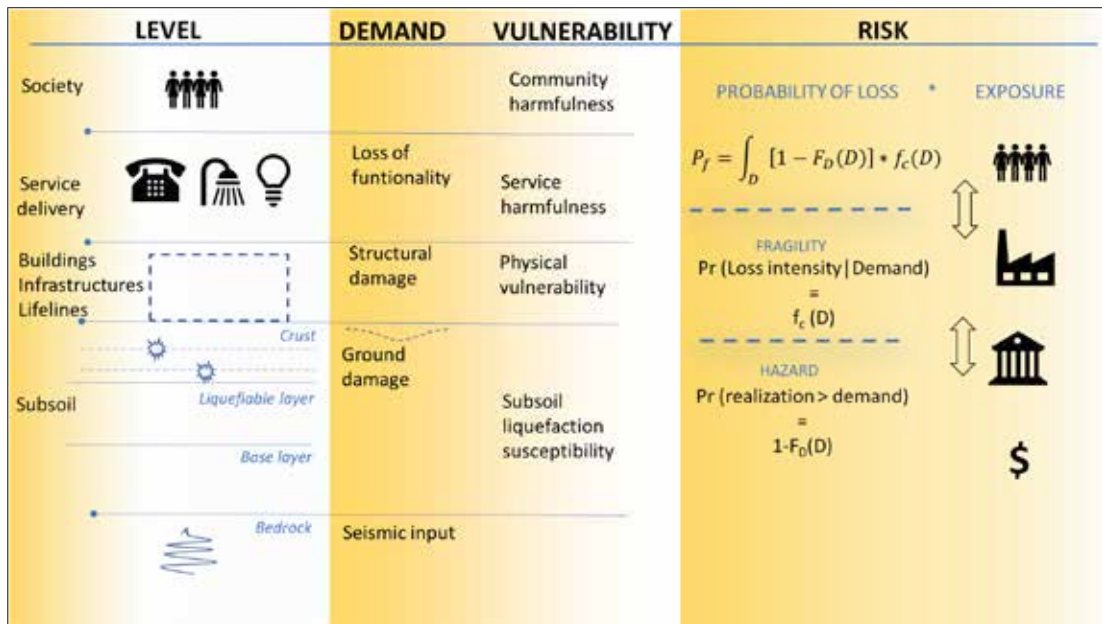 LEVEL
DEMAND
VULNERABILITY
RISK
Society
Community
harmfulness
PROBABILITY OF LOSS * EXPOSURE
Loss of
funtionality
P_f = ∫_D [1 − F_D(D)] * f_c(D)
Service
delivery
Service
harmfulness
Buildings
Infrastructures
Lifelines
Structural
damage
Physical
vulnerability
FRAGILITY
Pr (Loss intensity | Demand)
=
f_c (D)
Crust
Ground
damage
HAZARD
Pr (realization > demand)
=
1-F_D(D)
Subsoil
Liquefiable layer
Subsoil
liquefaction
susceptibility
Base layer
$
Bedrock
Seismic input